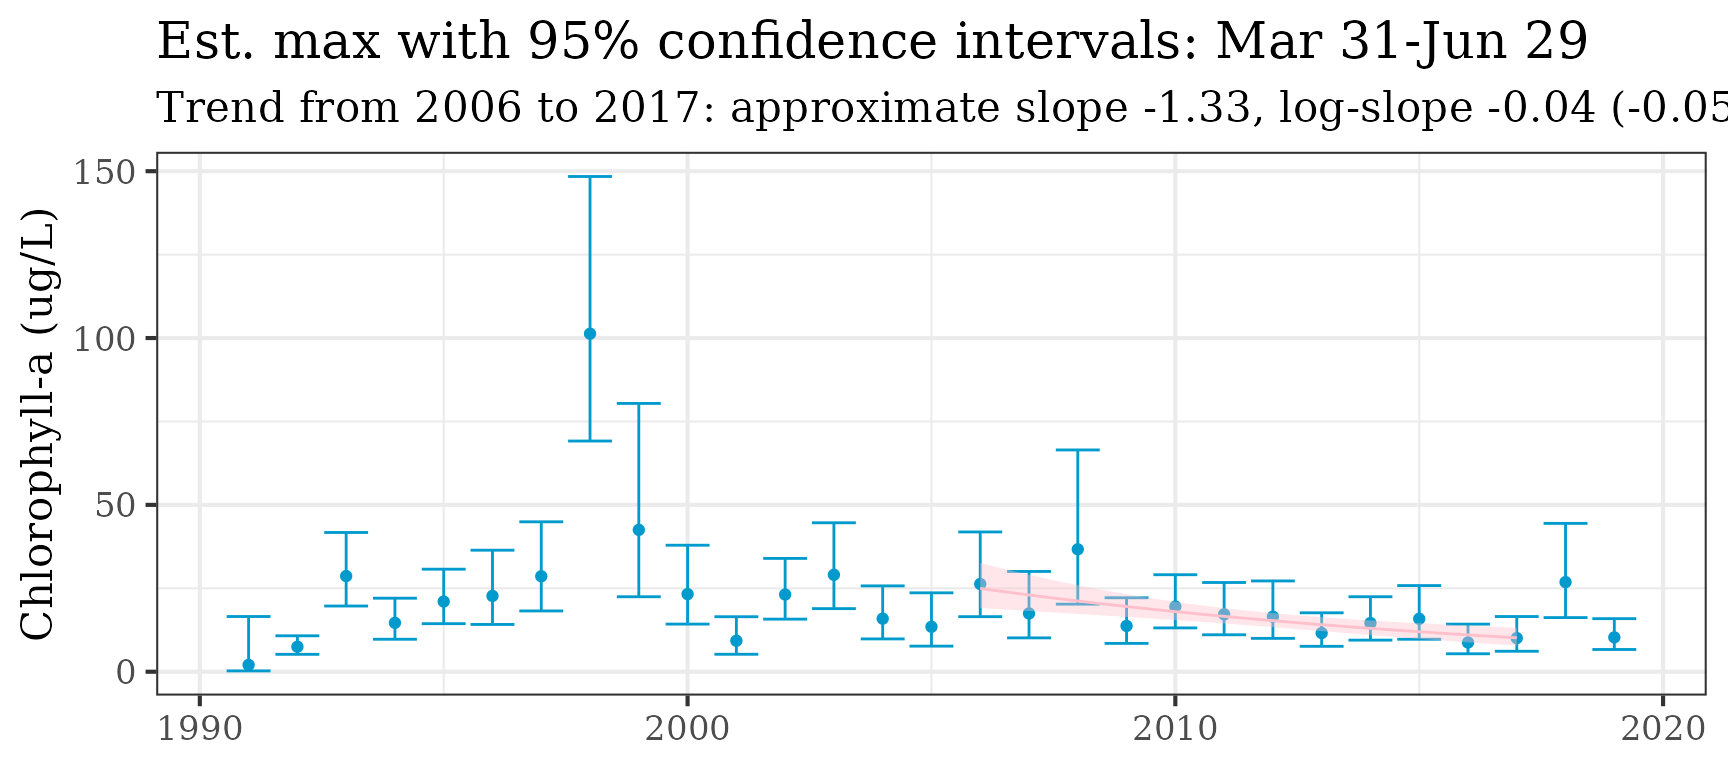 Est. max with 95% confidence intervals: Mar 31-Jun 29
Trend from 2006 to 2017: approximate slope -1.33, log-slope -0.04 (-0.05
Chlorophyll-a (ug/L)
150
100
50
0
1990
2000
2010
2020